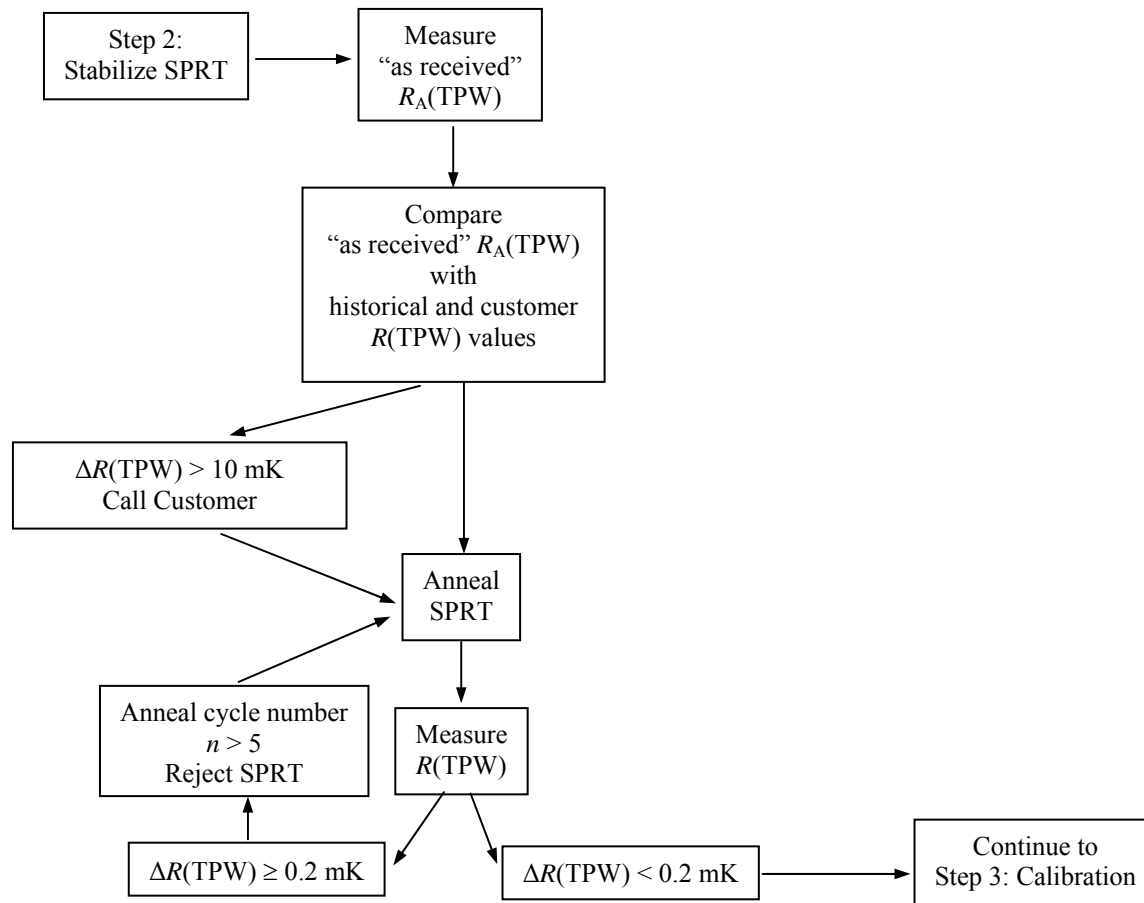 Step 2:
Stabilize SPRT
Measure
“as received”
R_A(TPW)
Compare
“as received” R_A(TPW)
with
historical and customer
R(TPW) values
ΔR(TPW) > 10 mK
Call Customer
Anneal
SPRT
Anneal cycle number
n > 5
Reject SPRT
Measure
R(TPW)
ΔR(TPW) ≥ 0.2 mK
ΔR(TPW) < 0.2 mK
Continue to
Step 3: Calibration